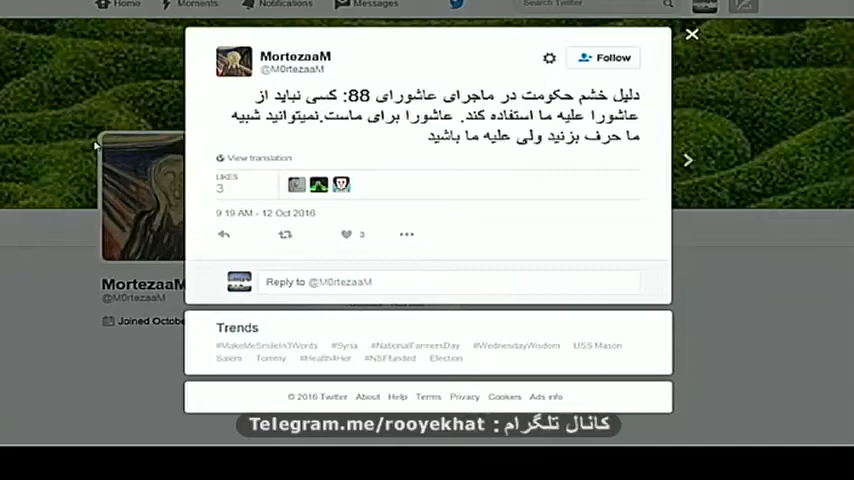 Home Moments Notifications Messages Search Twitter
MortezaaM
@M0rtezaaM
Follow
دلیل خشم حکومت در ماجرای عاشورای 88: کسی نباید از
عاشورا علیه ما استفاده کند. عاشورا برای ماست.نمیتوانید شبیه
ما حرف بزنید ولی علیه ما باشید
View translation
LIKES
3
9:19 AM - 12 Oct 2016
3
Reply to @M0rtezaaM
MortezaaM
@M0rtezaaM
Joined Octobe
Trends
#MakeMeSmileIn3Words #Syria #NationalFarmersDay #WednesdayWisdom USS Mason
Salem Tommy #Health4Her #NSFfunded Election
© 2016 Twitter About Help Terms Privacy Cookies Ads info
کانال تلگرام : Telegram.me/rooyekhat